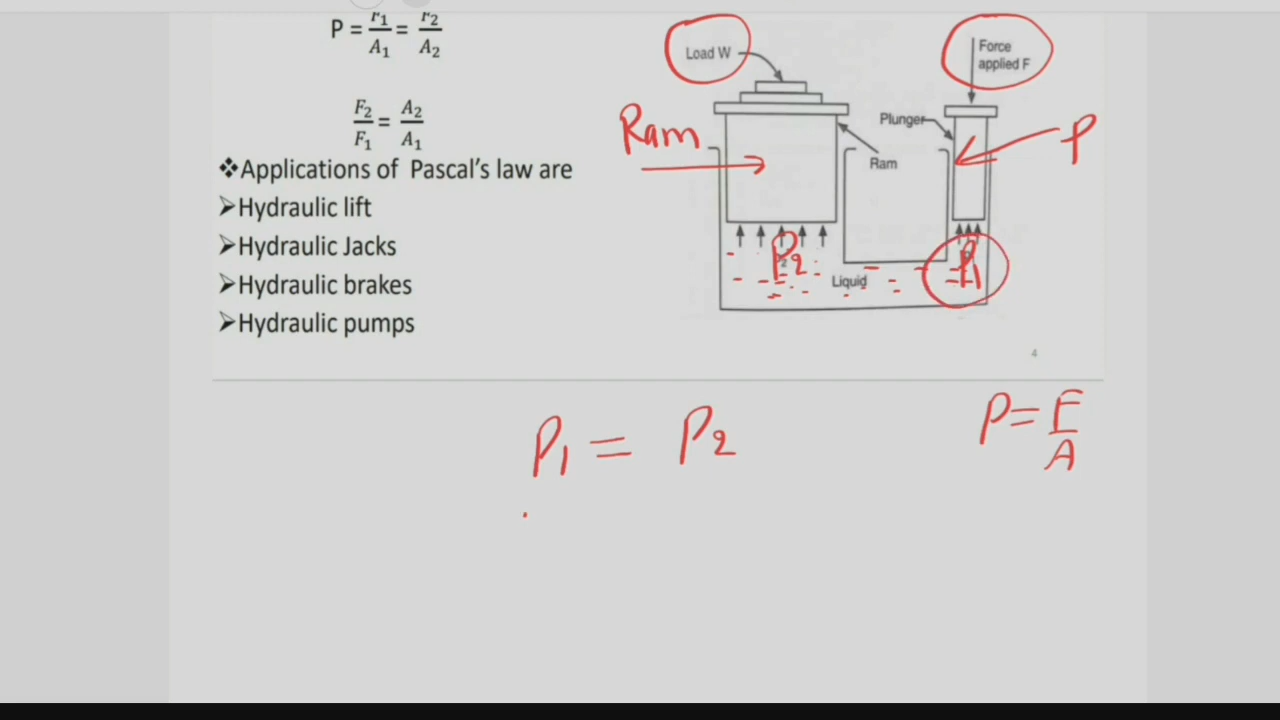 P = F₁/A₁ = F₂/A₂
F₂/F₁ = A₂/A₁
❖Applications of Pascal's law are
➢Hydraulic lift
➢Hydraulic Jacks
➢Hydraulic brakes
➢Hydraulic pumps
Load W
Force
applied F
Ram
Plunger
P
Ram
P₂
P₁
Liquid
4
P₁ = P₂
P = F/A